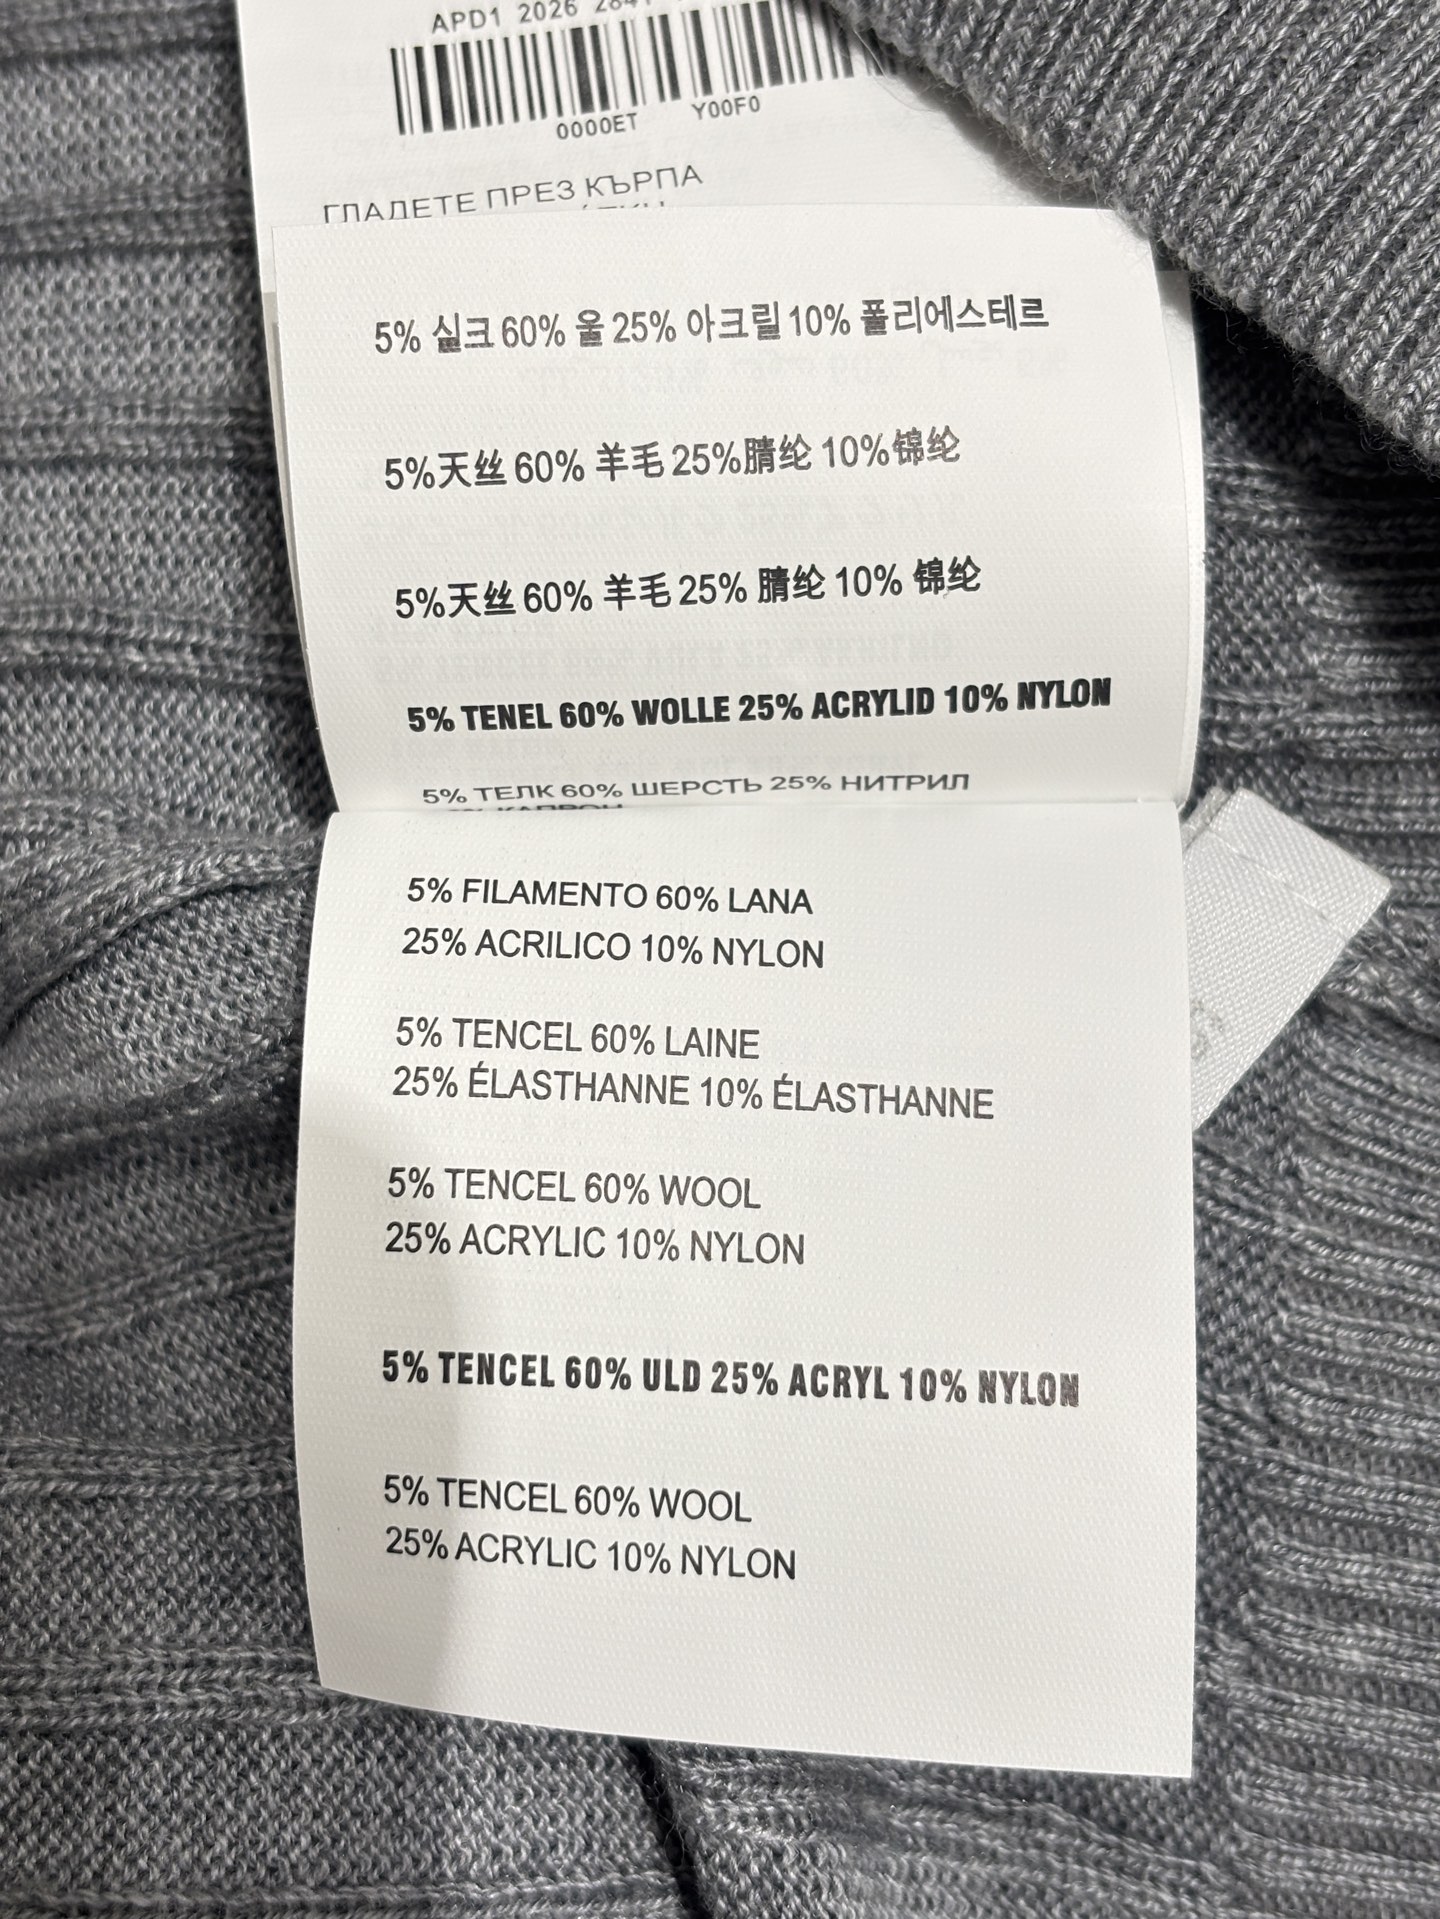 APD1 2026
0000ET Y00F0
ГЛАДЕТЕ ПРЕЗ КЪРПА
5% 실크 60% 울 25% 아크릴 10% 폴리에스테르
5%天丝 60% 羊毛 25%腈纶 10%锦纶
5%天丝 60% 羊毛 25% 腈纶 10% 锦纶
5% TENEL 60% WOLLE 25% ACRYLID 10% NYLON
5% ТЕЛК 60% ШЕРСТЬ 25% НИТРИЛ
5% FILAMENTO 60% LANA
25% ACRILICO 10% NYLON
5% TENCEL 60% LAINE
25% ÉLASTHANNE 10% ÉLASTHANNE
5% TENCEL 60% WOOL
25% ACRYLIC 10% NYLON
5% TENCEL 60% ULD 25% ACRYL 10% NYLON
5% TENCEL 60% WOOL
25% ACRYLIC 10% NYLON